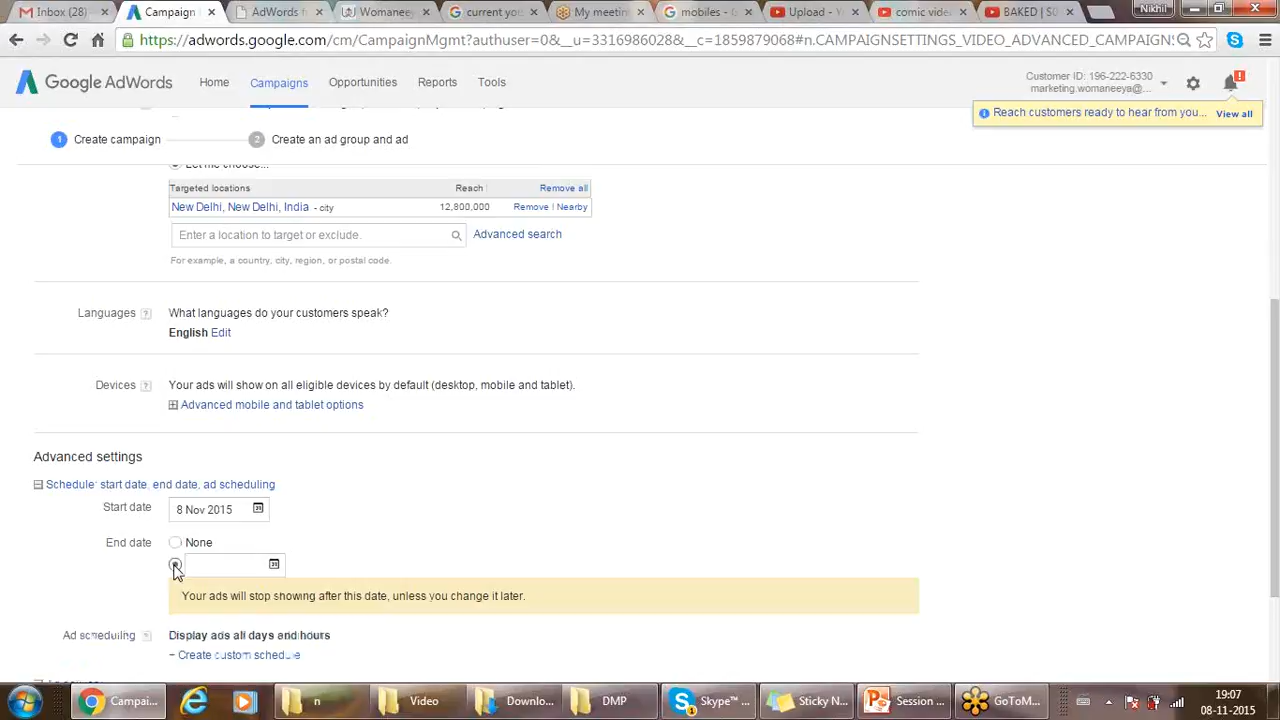 Inbox (28)
Campaign
AdWords f
Womanee
current yo
My meetin
mobiles - G
Upload -
comic vide
BAKED | S
Nikhil
https://adwords.google.com/cm/CampaignMgmt?authuser=0&__u=3316986028&__c=1859879068#n.CAMPAIGNSETTINGS_VIDEO_ADVANCED_CAMPAIGN
Google AdWords
Home
Campaigns
Opportunities
Reports
Tools
Customer ID: 196-222-6330
marketing.womaneeya@...
Reach customers ready to hear from you... View all
1 Create campaign
2 Create an ad group and ad
Let me choose...
Targeted locations Reach Remove all
New Delhi, New Delhi, India - city 12,800,000 Remove | Nearby
Enter a location to target or exclude. Advanced search
For example, a country, city, region, or postal code.
Languages ? What languages do your customers speak?
English Edit
Devices ? Your ads will show on all eligible devices by default (desktop, mobile and tablet).
Advanced mobile and tablet options
Advanced settings
Schedule: start date, end date, ad scheduling
Start date 8 Nov 2015
End date None
Your ads will stop showing after this date, unless you change it later.
Ad scheduling ? Display ads all days and hours
- Create custom schedule
Campai...
n
Video
Downlo...
DMP
Skype™ ...
Sticky N...
Session ...
GoToM...
19:07
08-11-2015